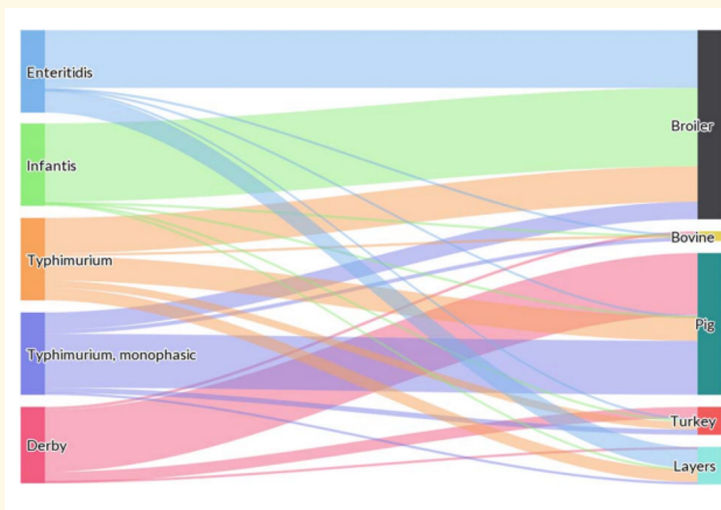 Enteritidis
Infantis
Typhimurium
Typhimurium, monophasic
Derby
Broiler
Bovine
Pig
Turkey
Layers